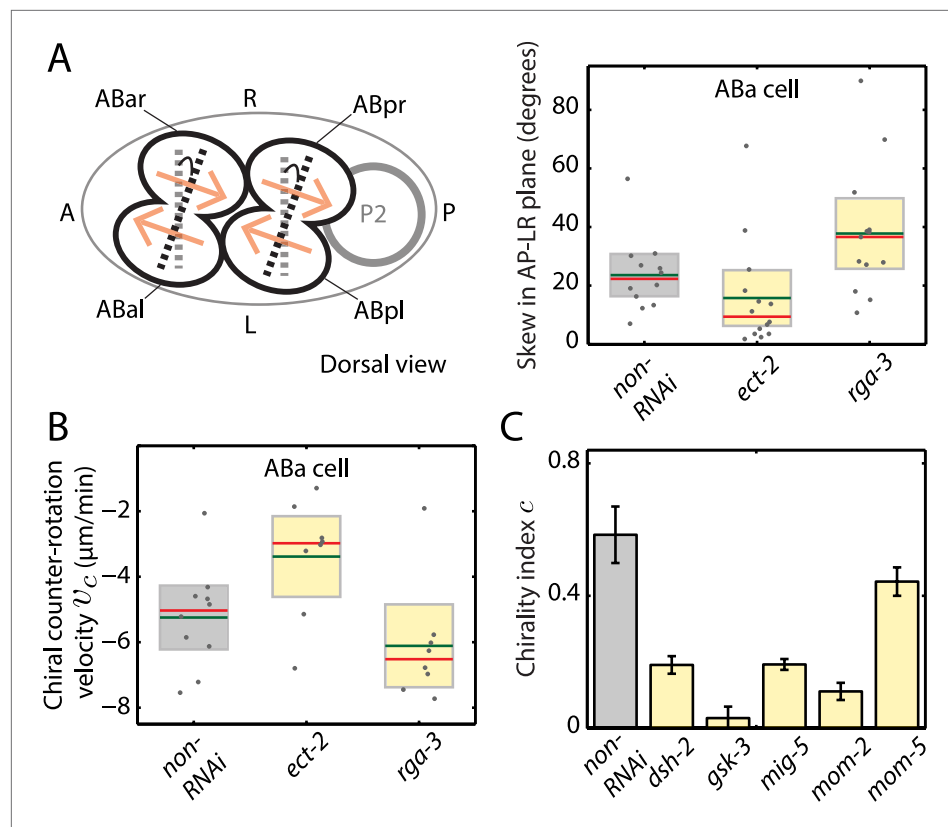 A
ABar
R
ABpr
A
P2
P
ABal
L
ABpl
Dorsal view
Skew in AP-LR plane (degrees)
ABa cell
80
60
40
20
0
non-
RNAi
ect-2
rga-3
B
Chiral counter-rotation
velocity v_c (μm/min)
ABa cell
−2
−4
−6
−8
non-
RNAi
ect-2
rga-3
C
Chirality index c
0.8
0.4
0
non-
RNAi
dsh-2
gsk-3
mig-5
mom-2
mom-5